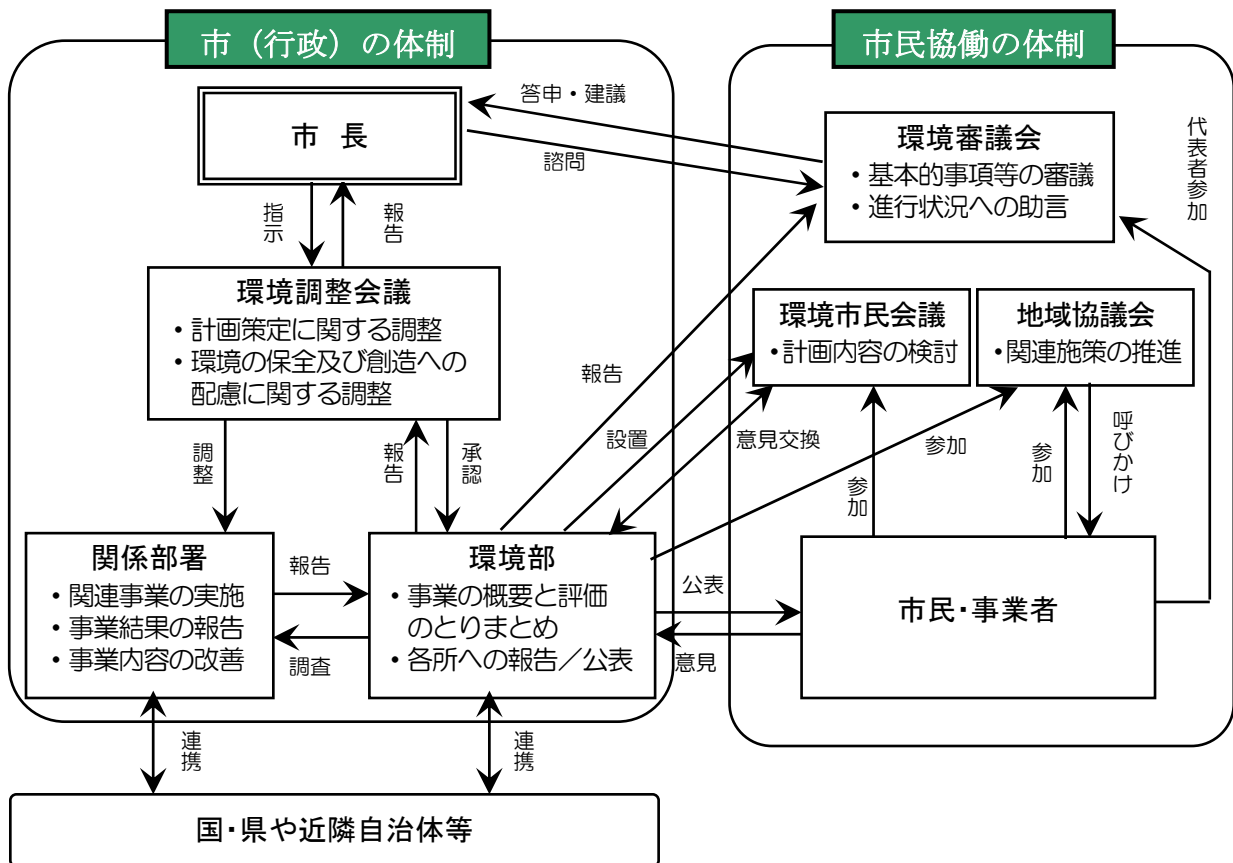 市（行政）の体制
市民協働の体制
市 長
答申・建議
諮問
環境審議会
・基本的事項等の審議
・進行状況への助言
代表者参加
指示
報告
環境調整会議
・計画策定に関する調整
・環境の保全及び創造への
配慮に関する調整
環境市民会議
・計画内容の検討
地域協議会
・関連施策の推進
報告
設置
意見交換
参加
調整
報告
承認
参加
参加
呼びかけ
関係部署
・関連事業の実施
・事業結果の報告
・事業内容の改善
報告
調査
環境部
・事業の概要と評価
のとりまとめ
・各所への報告／公表
公表
意見
市民・事業者
連携
連携
国・県や近隣自治体等